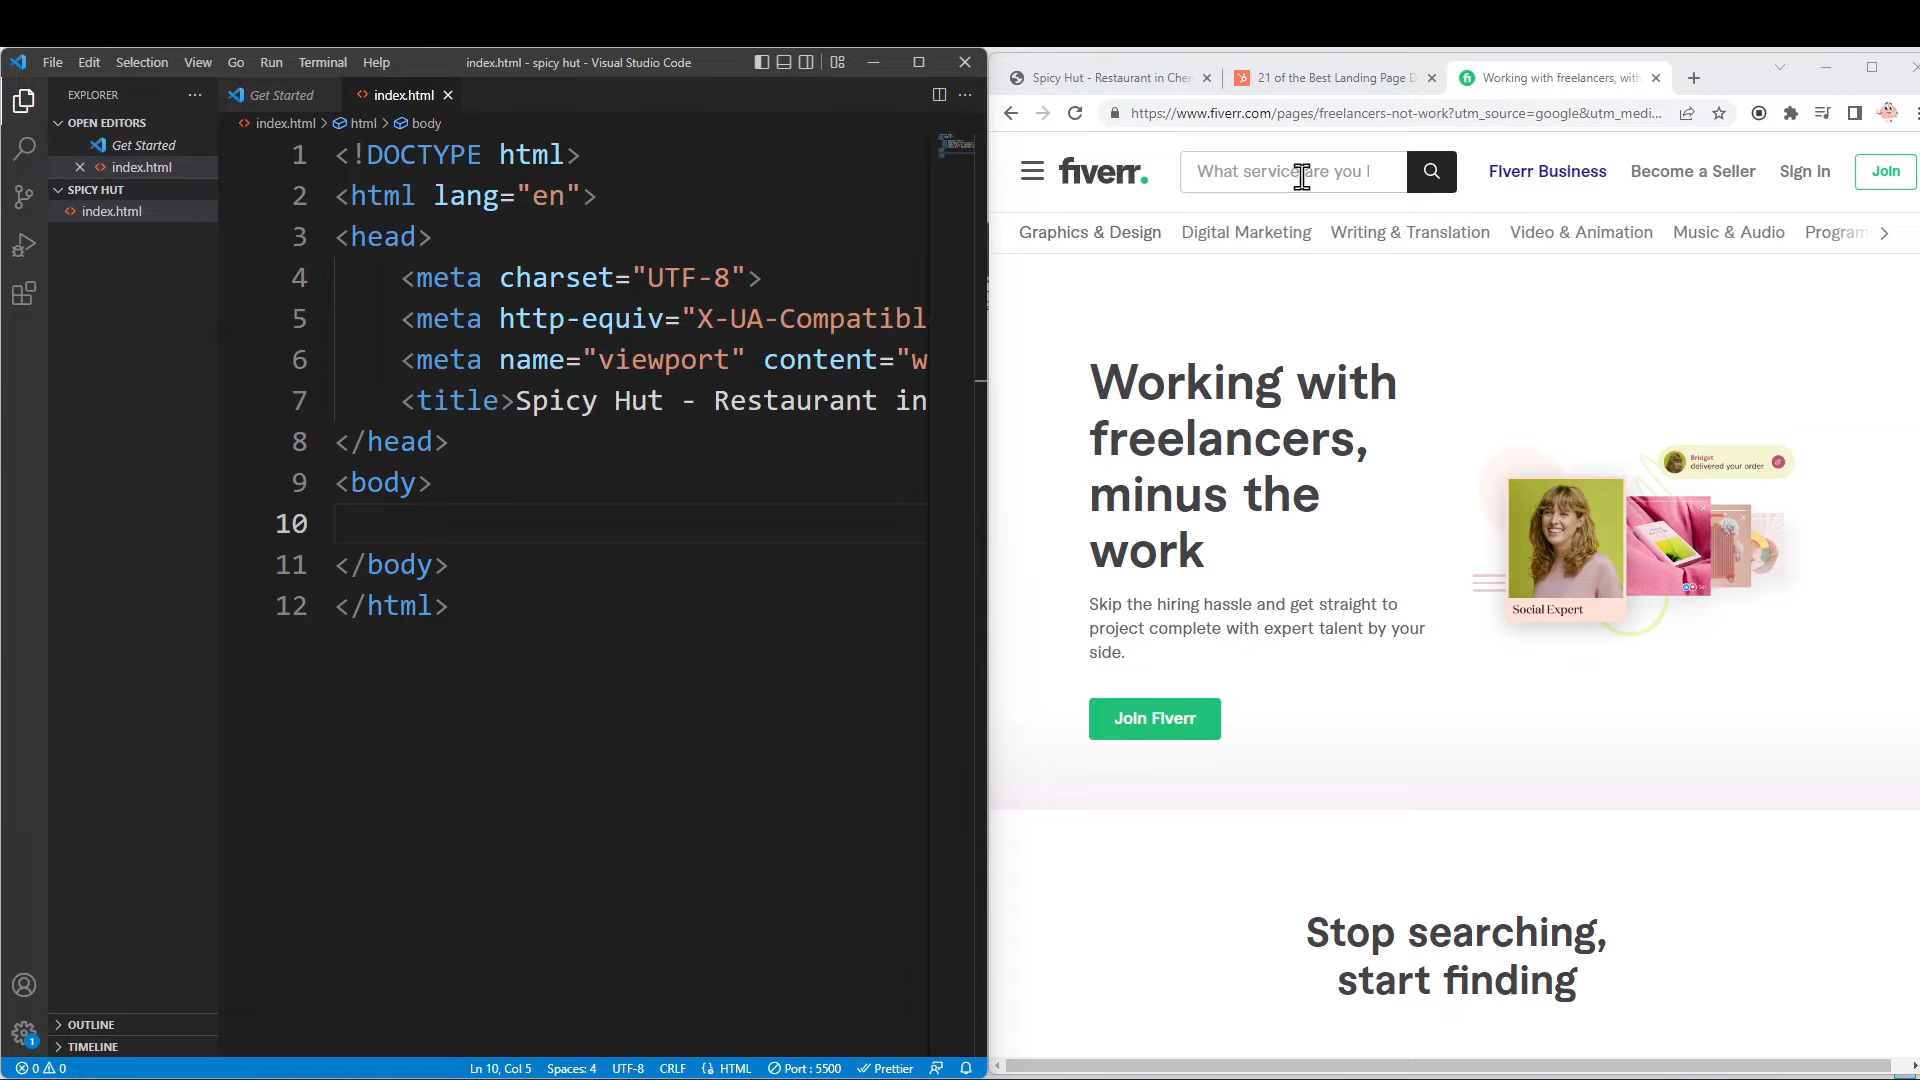 File Edit Selection View Go Run Terminal Help
index.html - spicy hut - Visual Studio Code
EXPLORER
OPEN EDITORS
Get Started
index.html
SPICY HUT
index.html
OUTLINE
TIMELINE
Get Started
index.html
index.html > html > body
1 <!DOCTYPE html>
2 <html lang="en">
3 <head>
4 <meta charset="UTF-8">
5 <meta http-equiv="X-UA-Compatibl
6 <meta name="viewport" content="w
7 <title>Spicy Hut - Restaurant in
8 </head>
9 <body>
10
11 </body>
12 </html>
0 0
Ln 10, Col 5 Spaces: 4 UTF-8 CRLF HTML Port : 5500 Prettier
1
Spicy Hut - Restaurant in Cher
21 of the Best Landing Page D
Working with freelancers, with
https://www.fiverr.com/pages/freelancers-not-work?utm_source=google&utm_medi...
fiverr.
What service are you l
Fiverr Business
Become a Seller
Sign In
Join
Graphics & Design
Digital Marketing
Writing & Translation
Video & Animation
Music & Audio
Program
Working with
freelancers,
minus the
work
Skip the hiring hassle and get straight to
project complete with expert talent by your
side.
Join Fiverr
Bridget
delivered your order.
Social Expert
Stop searching,
start finding